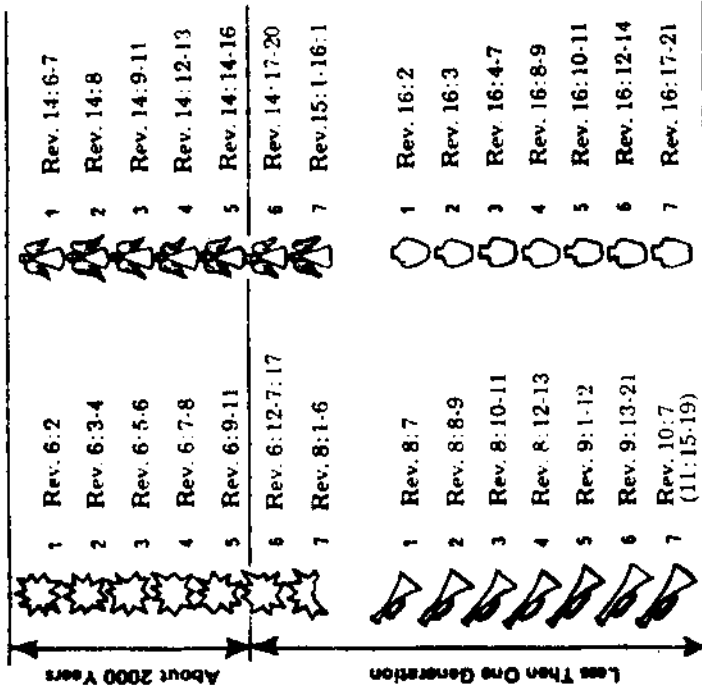 About 2000 Years
1 Rev. 6:2
2 Rev. 6:3-4
3 Rev. 6:5-6
4 Rev. 6:7-8
5 Rev. 6:9-11
6 Rev. 6:12-7:17
7 Rev. 8:1-6
Less Than One Generation
1 Rev. 8:7
2 Rev. 8:8-9
3 Rev. 8:10-11
4 Rev. 8:12-13
5 Rev. 9:1-12
6 Rev. 9:13-21
7 Rev. 10:7
(11:15-19)
1 Rev. 14:6-7
2 Rev. 14:8
3 Rev. 14:9-11
4 Rev. 14:12-13
5 Rev. 14:14-16
6 Rev. 14:17-20
7 Rev. 15:1-16:1
1 Rev. 16:2
2 Rev. 16:3
3 Rev. 16:4-7
4 Rev. 16:8-9
5 Rev. 16:10-11
6 Rev. 16:12-14
7 Rev. 16:17-21